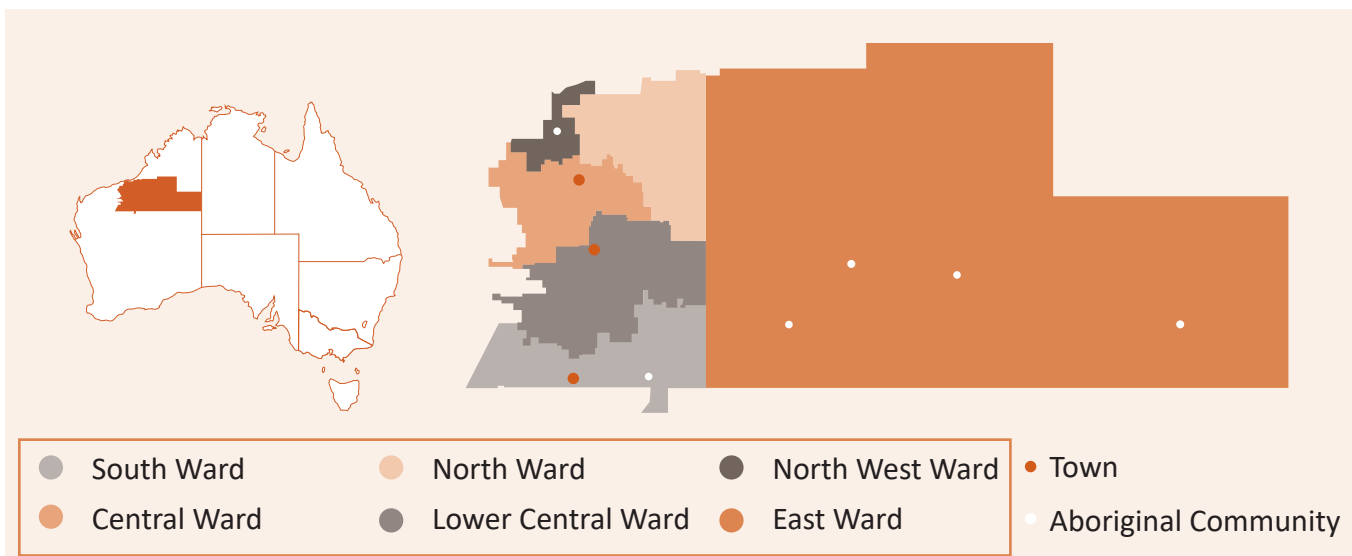 South Ward
North Ward
North West Ward
Town
Central Ward
Lower Central Ward
East Ward
Aboriginal Community